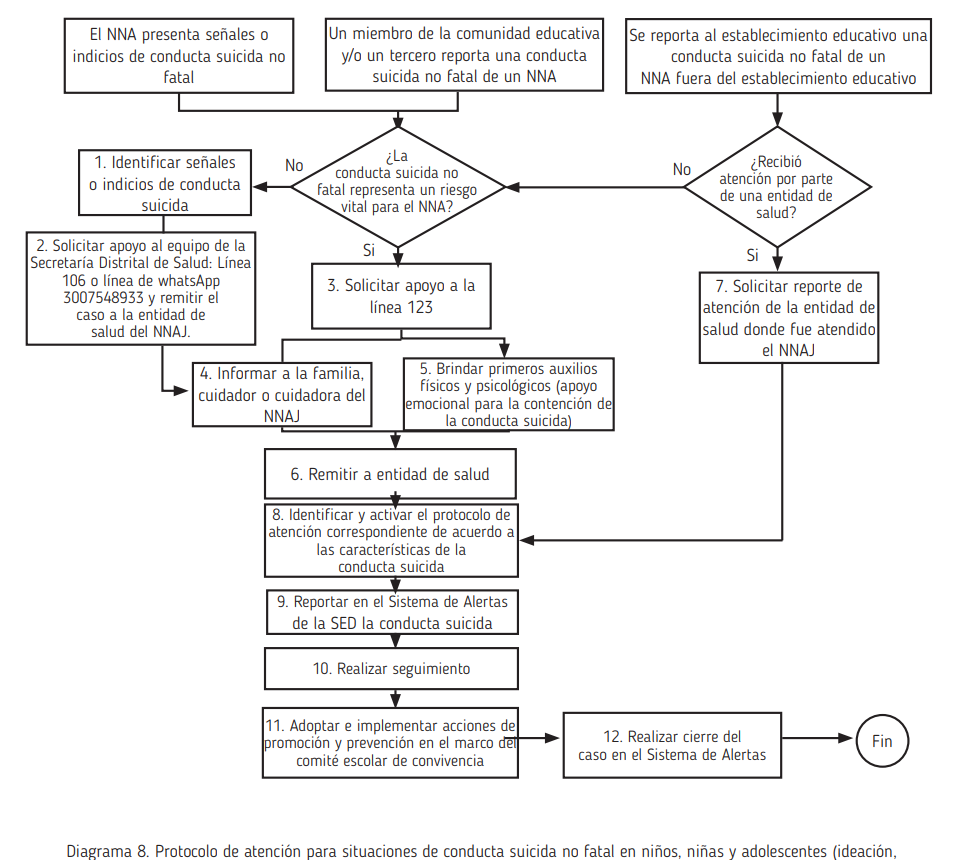 El NNA presenta señales o
indicios de conducta suicida no
fatal
Un miembro de la comunidad educativa
y/o un tercero reporta una conducta
suicida no fatal de un NNA
Se reporta al establecimiento educativo una
conducta suicida no fatal de un
NNA fuera del establecimiento educativo
1. Identificar señales
o indicios de conducta
suicida
No
¿La
conducta suicida no
fatal representa un riesgo
vital para el NNA?
No
¿Recibió
atención por parte
de una entidad de
salud?
Si
Si
2. Solicitar apoyo al equipo de la
Secretaría Distrital de Salud: Línea
106 o línea de whatsApp
3007548933 y remitir el
caso a la entidad de
salud del NNAJ.
3. Solicitar apoyo a la
línea 123
7. Solicitar reporte de
atención de la entidad de
salud donde fue atendido
el NNAJ
4. Informar a la familia,
cuidador o cuidadora del
NNAJ
5. Brindar primeros auxilios
físicos y psicológicos (apoyo
emocional para la contención de
la conducta suicida)
6. Remitir a entidad de salud
8. Identificar y activar el protocolo de
atención correspondiente de acuerdo a
las características de la
conducta suicida
9. Reportar en el Sistema de Alertas
de la SED la conducta suicida
10. Realizar seguimiento
11. Adoptar e implementar acciones de
promoción y prevención en el marco del
comité escolar de convivencia
12. Realizar cierre del
caso en el Sistema de Alertas
Fin
Diagrama 8. Protocolo de atención para situaciones de conducta suicida no fatal en niños, niñas y adolescentes (ideación,